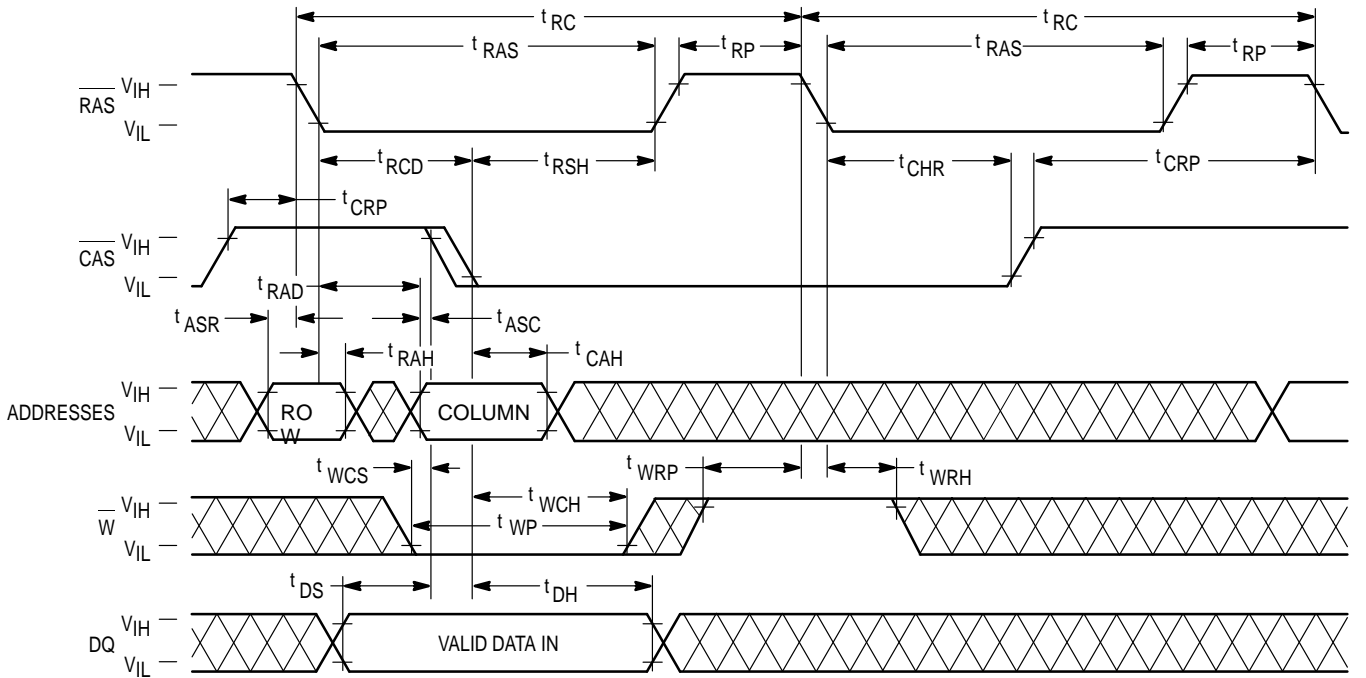 tRC tRC
tRAS tRP tRAS tRP
RAS VIH
VIL
tRCD tRSH tCHR tCRP
tCRP
CAS VIH
VIL
tRAD
tASR tASC
tRAH tCAH
ADDRESSES VIH
VIL
RO
W
COLUMN
tWCS tWRP tWRH
tWCH
W VIH
VIL
tWP
tDS tDH
DQ VIH
VIL
VALID DATA IN